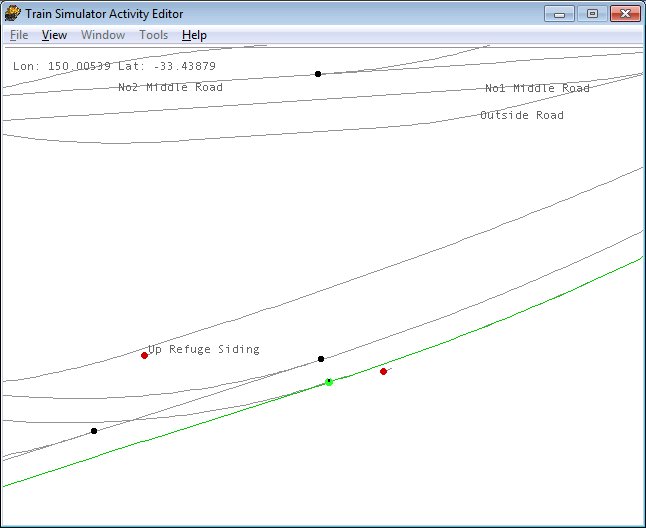 Train Simulator Activity Editor
File View Window Tools Help
Lon: 150.00539 Lat: -33.43879
No2 Middle Road
No1 Middle Road
Outside Road
Up Refuge Siding